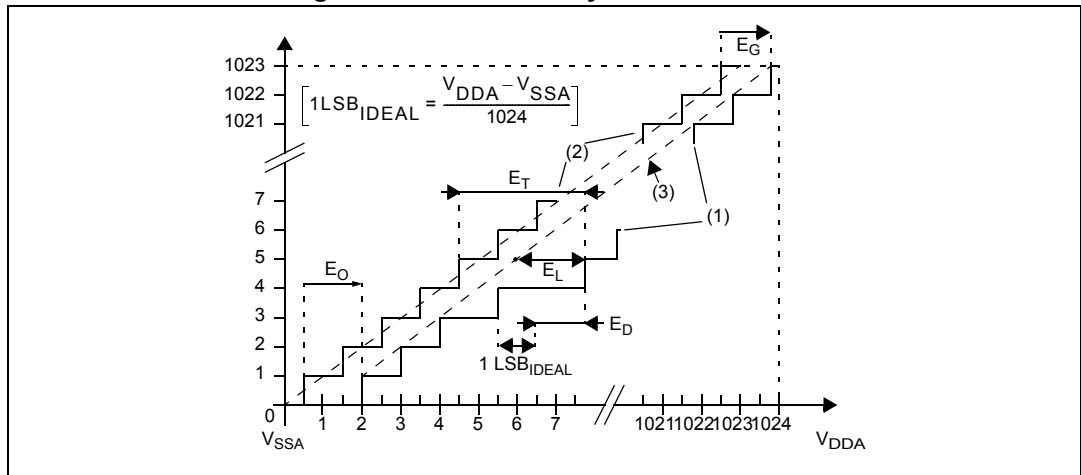 E_G
1023
1022
1021
[1LSB_IDEAL = (V_DDA – V_SSA) / 1024]
(2)
(3)
(1)
E_T
7
6
5
4
3
2
1
0
E_O
E_L
E_D
1 LSB_IDEAL
1 2 3 4 5 6 7 1021 1022 1023 1024
V_SSA
V_DDA